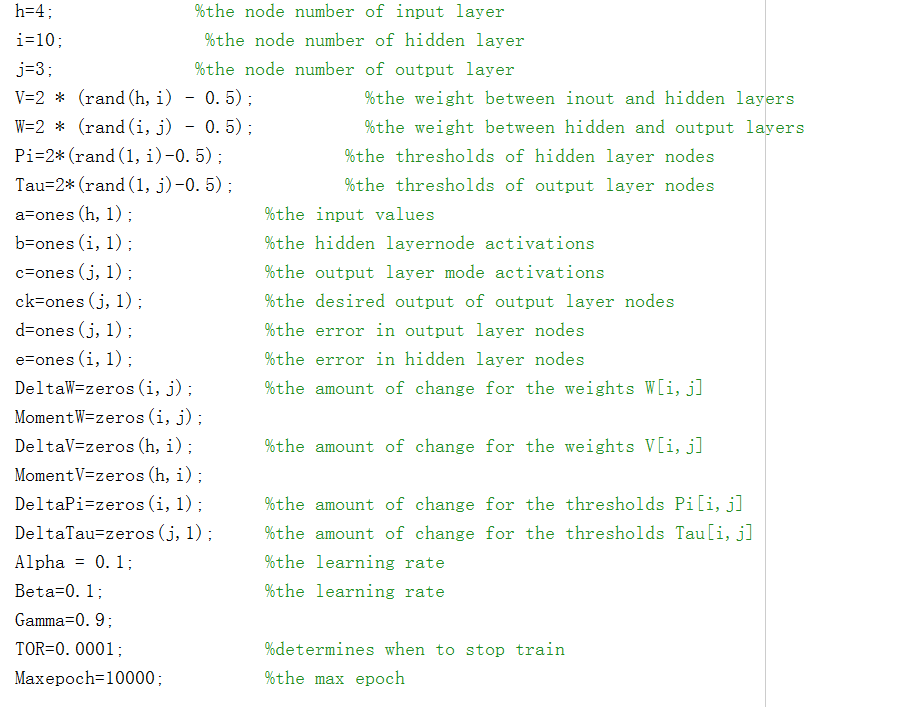 h=4; %the node number of input layer
i=10; %the node number of hidden layer
j=3; %the node number of output layer
V=2 * (rand(h,i) - 0.5); %the weight between inout and hidden layers
W=2 * (rand(i,j) - 0.5); %the weight between hidden and output layers
Pi=2*(rand(1,i)-0.5); %the thresholds of hidden layer nodes
Tau=2*(rand(1,j)-0.5); %the thresholds of output layer nodes
a=ones(h,1); %the input values
b=ones(i,1); %the hidden layernode activations
c=ones(j,1); %the output layer mode activations
ck=ones(j,1); %the desired output of output layer nodes
d=ones(j,1); %the error in output layer nodes
e=ones(i,1); %the error in hidden layer nodes
DeltaW=zeros(i,j); %the amount of change for the weights W[i,j]
MomentW=zeros(i,j);
DeltaV=zeros(h,i); %the amount of change for the weights V[i,j]
MomentV=zeros(h,i);
DeltaPi=zeros(i,1); %the amount of change for the thresholds Pi[i,j]
DeltaTau=zeros(j,1); %the amount of change for the thresholds Tau[i,j]
Alpha = 0.1; %the learning rate
Beta=0.1; %the learning rate
Gamma=0.9;
TOR=0.0001; %determines when to stop train
Maxepoch=10000; %the max epoch